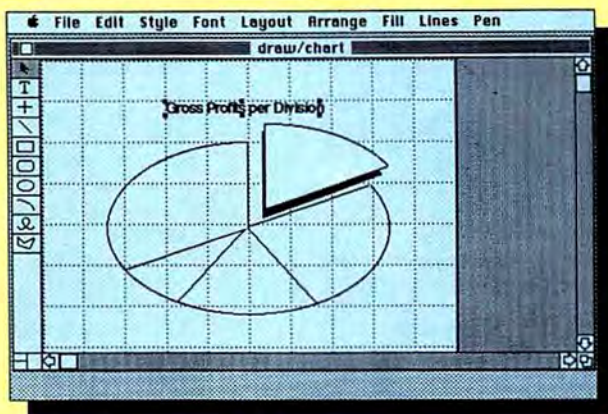 File Edit Style Font Layout Arrange Fill Lines Pen
draw/chart
T
Gross Profits per Division